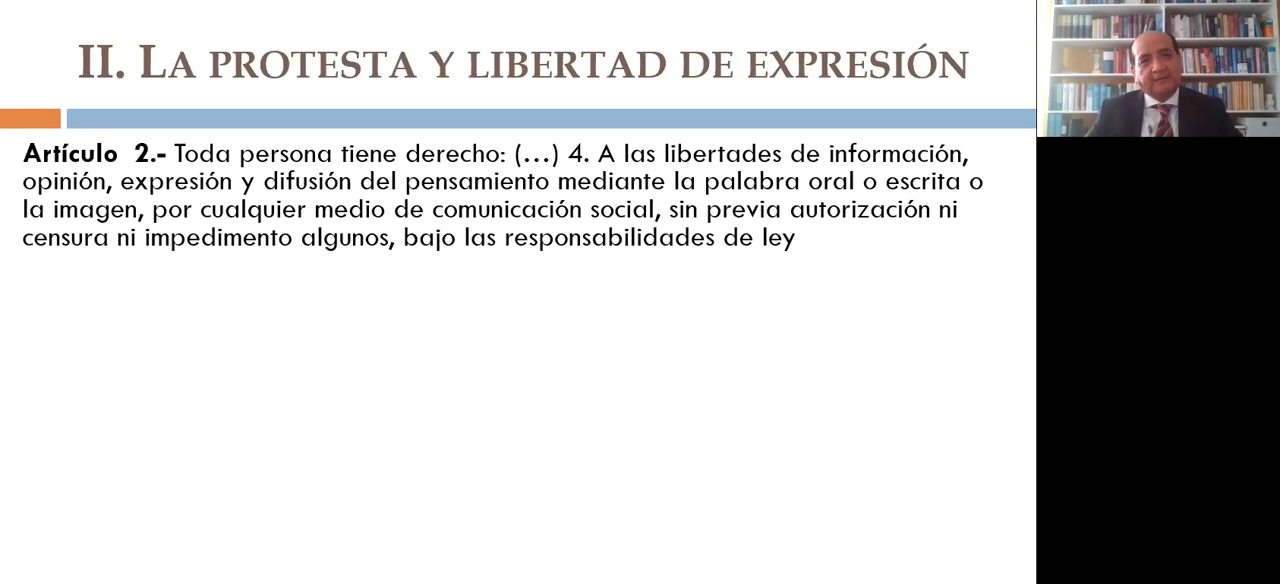 II. LA PROTESTA Y LIBERTAD DE EXPRESIÓN
Artículo 2.- Toda persona tiene derecho: (...) 4. A las libertades de información,
opinión, expresión y difusión del pensamiento mediante la palabra oral o escrita o
la imagen, por cualquier medio de comunicación social, sin previa autorización ni
censura ni impedimento algunos, bajo las responsabilidades de ley